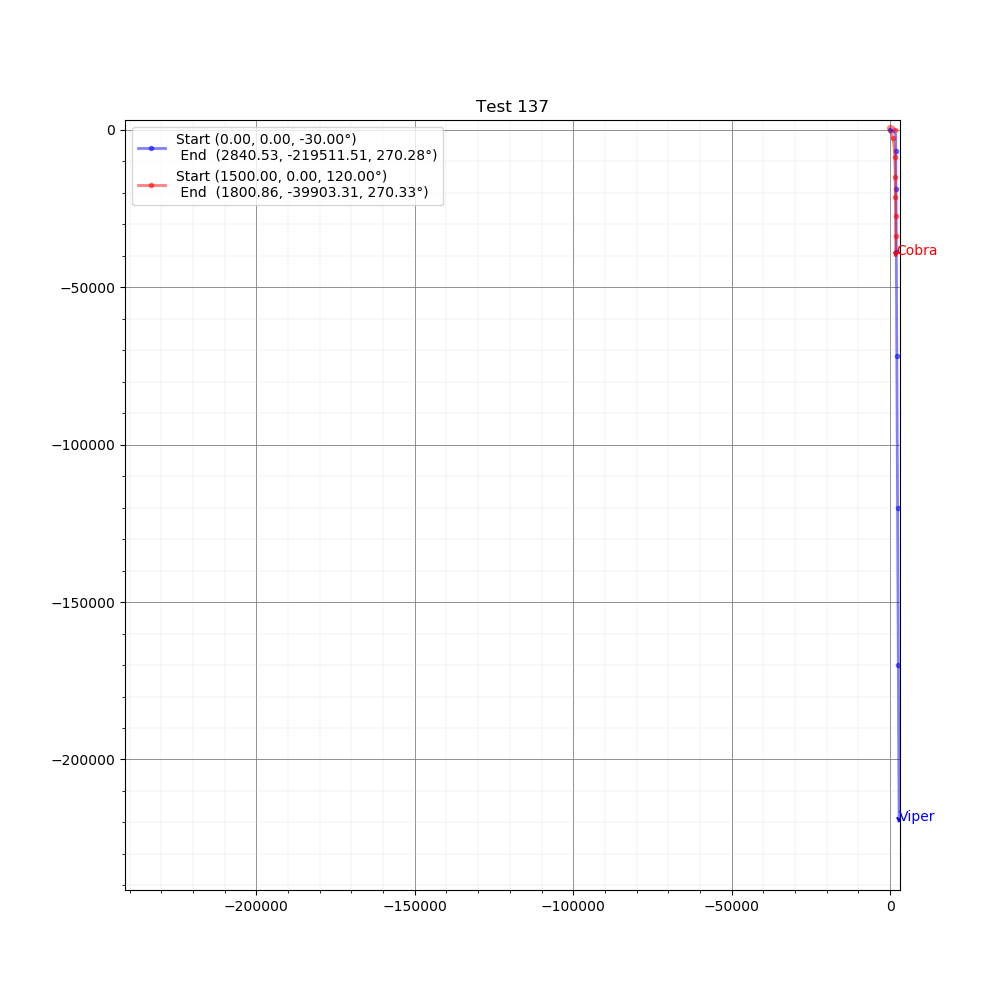 Test 137
Start (0.00, 0.00, -30.00°)
End (2840.53, -219511.51, 270.28°)
Start (1500.00, 0.00, 120.00°)
End (1800.86, -39903.31, 270.33°)
0
−50000
−100000
−150000
−200000
Cobra
Viper
−200000 −150000 −100000 −50000 0